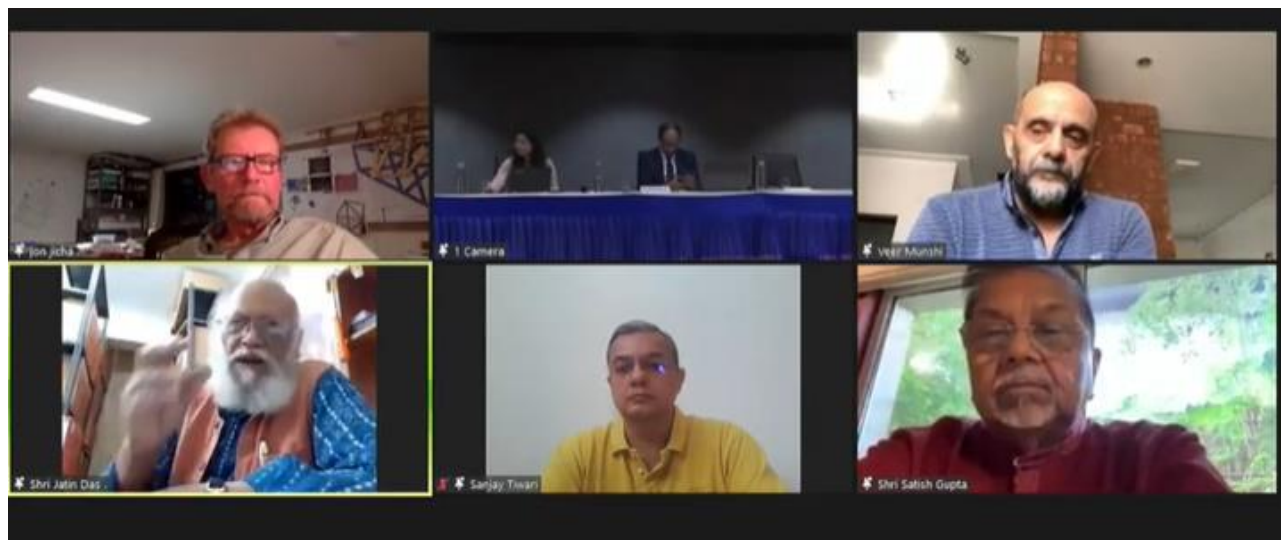 Jon Jicha
1 Camera
Veer Munshi
Shri Jatin Das
Sanjay Tiwari
Shri Satish Gupta